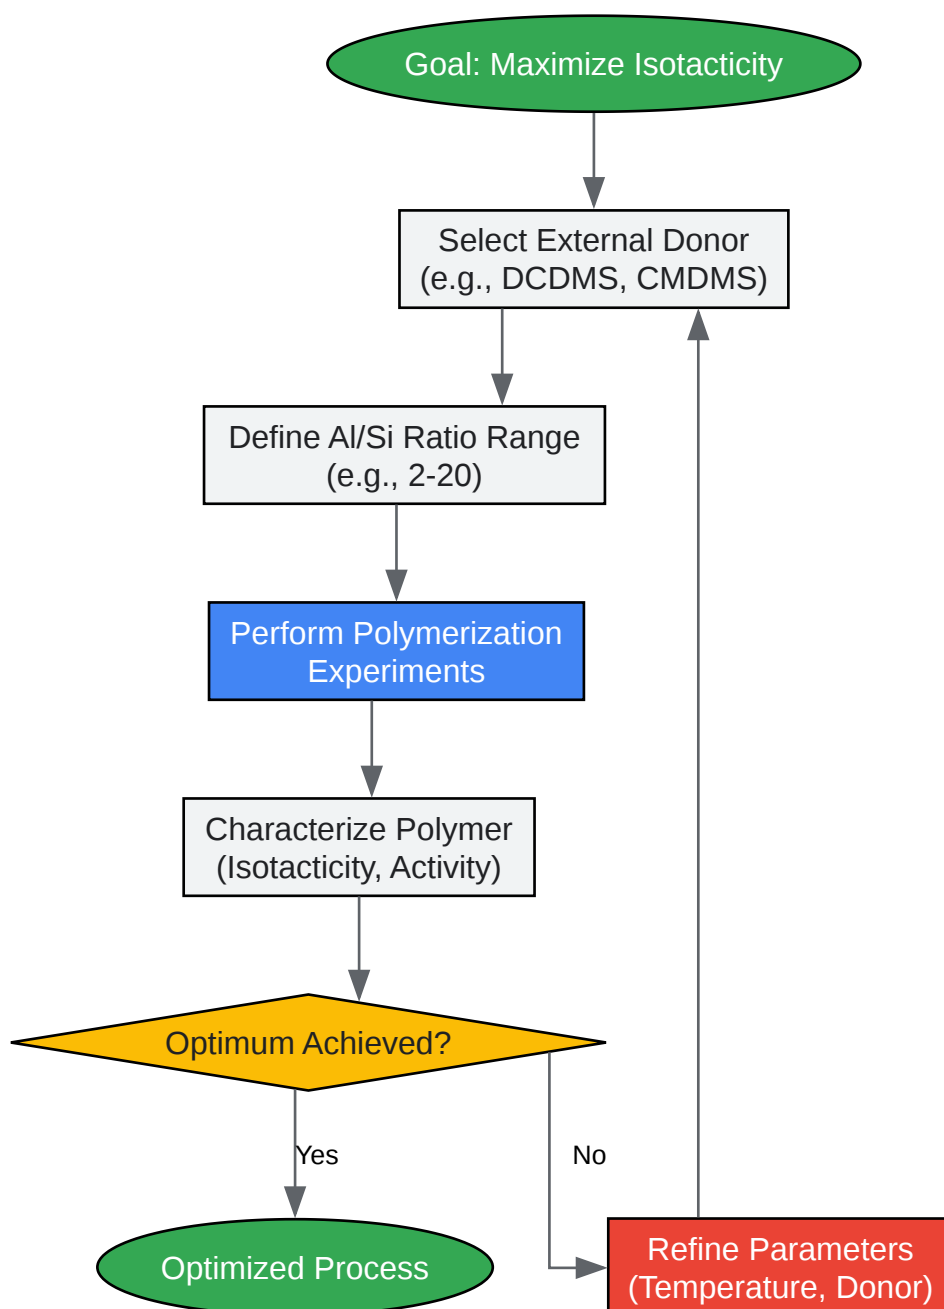 Goal: Maximize Isotacticity
Select External Donor
(e.g., DCDMS, CMDMS)
Define Al/Si Ratio Range
(e.g., 2-20)
Perform Polymerization
Experiments
Characterize Polymer
(Isotacticity, Activity)
Optimum Achieved?
Yes
No
Optimized Process
Refine Parameters
(Temperature, Donor)